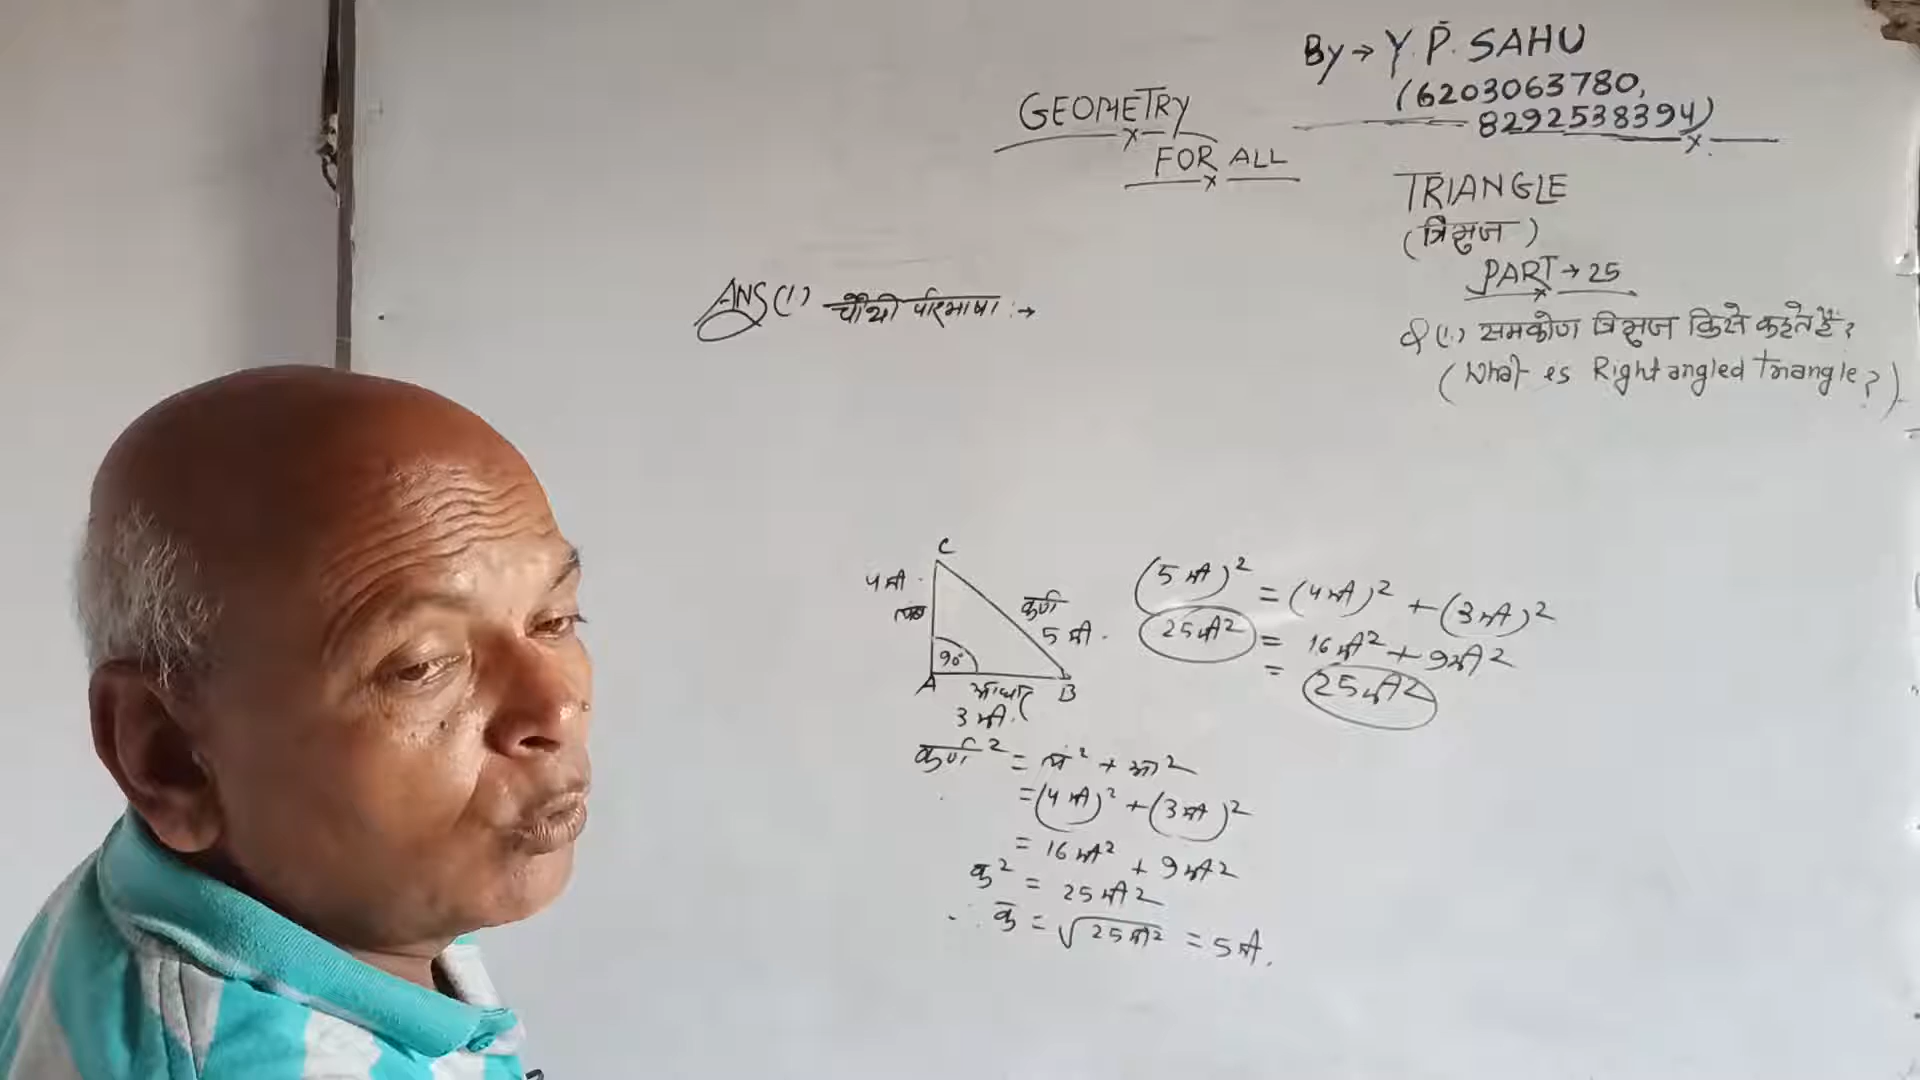 By → Y. P. SAHU
(6203063780,
8292538394)
GEOMETRY
FOR ALL
TRIANGLE
(त्रिभुज)
PART → 25
Q (1.) समकोण त्रिभुज किसे कहते हैं?
(What is Right angled Triangle?)
ANS (1.) चौथी परिभाषा :→
C
4 मी.
लम्ब
कर्ण
5 मी.
90°
A
आधार
B
3 मी.
(5 मी)² = (4 मी)² + (3 मी)²
25 मी² = 16 मी² + 9 मी²
= 25 मी²
कर्ण² = लं² + आ²
= (4 मी)² + (3 मी)²
= 16 मी² + 9 मी²
क² = 25 मी²
∴ क = √25 मी² = 5 मी.